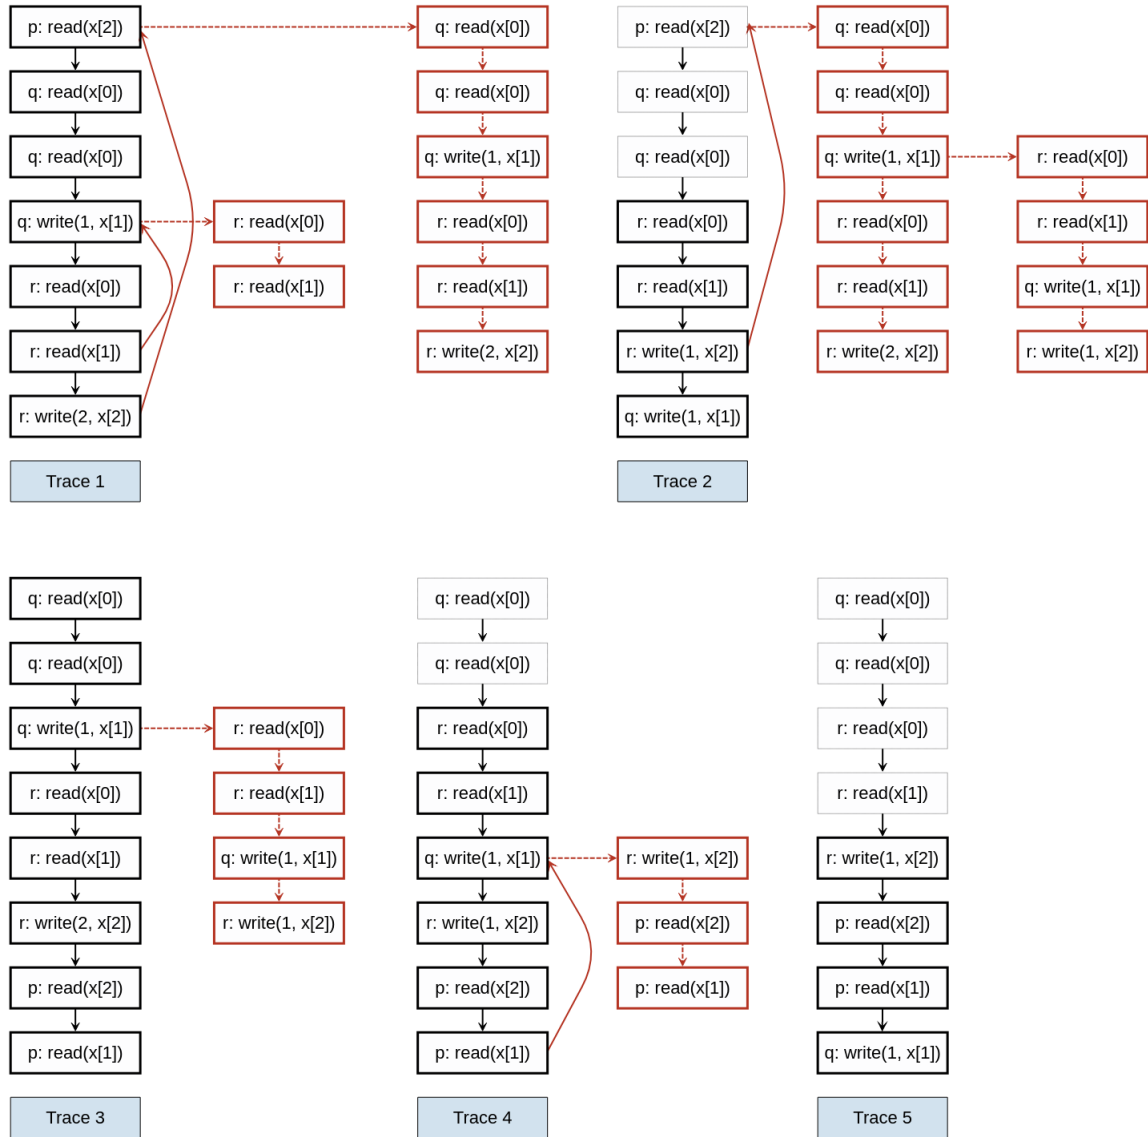 p: read(x[2])
q: read(x[0])
q: read(x[0])
q: write(1, x[1])
r: read(x[0])
r: read(x[1])
r: write(2, x[2])
Trace 1
r: read(x[0])
r: read(x[1])
q: read(x[0])
q: read(x[0])
q: write(1, x[1])
r: read(x[0])
r: read(x[1])
r: write(2, x[2])
p: read(x[2])
q: read(x[0])
q: read(x[0])
r: read(x[0])
r: read(x[1])
r: write(1, x[2])
q: write(1, x[1])
Trace 2
q: read(x[0])
q: read(x[0])
q: write(1, x[1])
r: read(x[0])
r: read(x[1])
r: write(2, x[2])
r: read(x[0])
r: read(x[1])
q: write(1, x[1])
r: write(1, x[2])
q: read(x[0])
q: read(x[0])
q: write(1, x[1])
r: read(x[0])
r: read(x[1])
r: write(2, x[2])
p: read(x[2])
p: read(x[1])
Trace 3
r: read(x[0])
r: read(x[1])
q: write(1, x[1])
r: write(1, x[2])
q: read(x[0])
q: read(x[0])
r: read(x[0])
r: read(x[1])
q: write(1, x[1])
r: write(1, x[2])
p: read(x[2])
p: read(x[1])
Trace 4
r: write(1, x[2])
p: read(x[2])
p: read(x[1])
q: read(x[0])
q: read(x[0])
r: read(x[0])
r: read(x[1])
r: write(1, x[2])
p: read(x[2])
p: read(x[1])
q: write(1, x[1])
Trace 5